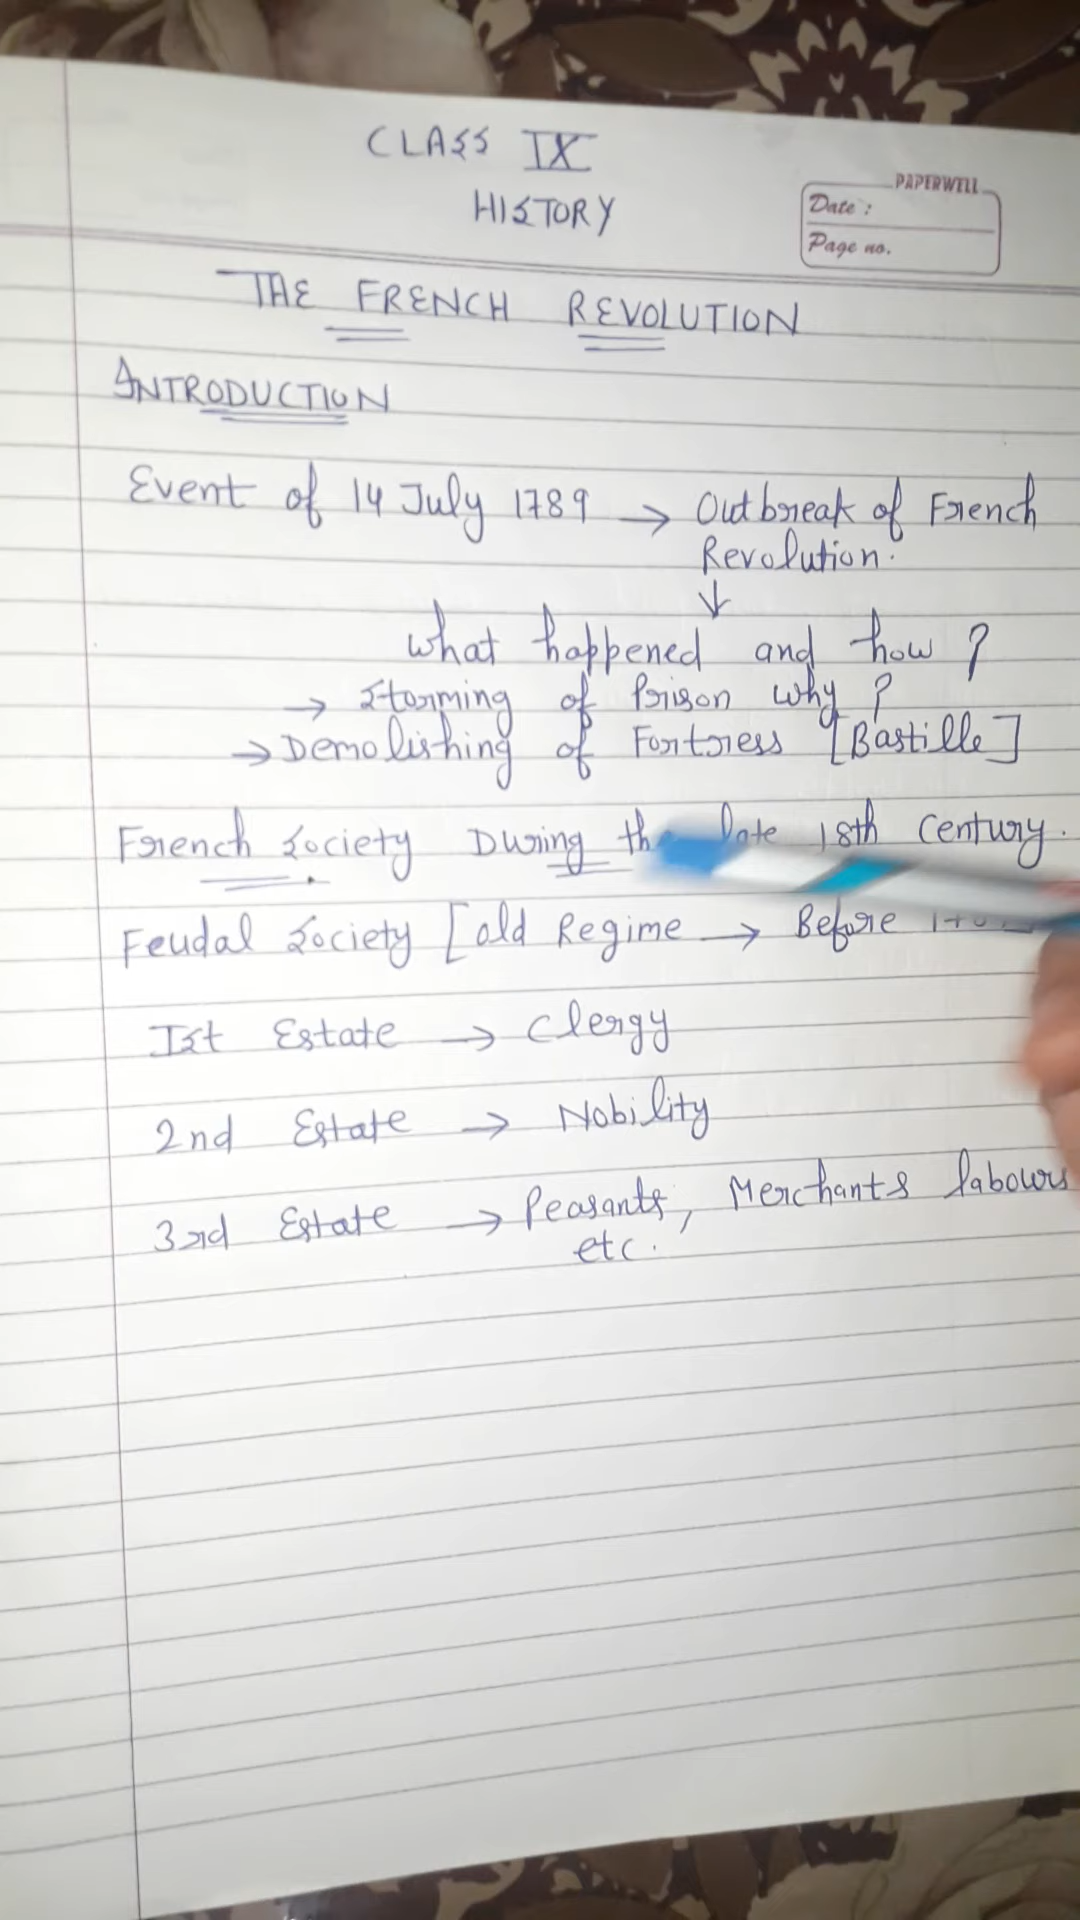 CLASS IX
HISTORY
PAPERWELL
Date :
Page no.
THE FRENCH REVOLUTION
INTRODUCTION
Event of 14 July 1789 → Outbreak of French
Revolution.
↓
What happened and how ?
→ Storming of Prison why ?
→ Demolishing of Fortress [Bastille]
French Society During the late 18th Century.
Feudal Society [old Regime → Before
Ist Estate → Clergy
2nd Estate → Nobility
3rd Estate → Peasants, Merchants labours
etc.